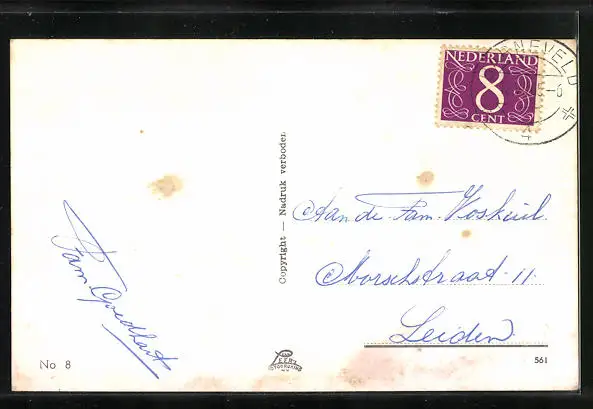 NEDERLAND
8
CENT
Copyright — Nadruk verboden
Aan de Fam. Voskuil.
Morschstraat 11.
Leiden
Fam. Goedhart
No 8
561